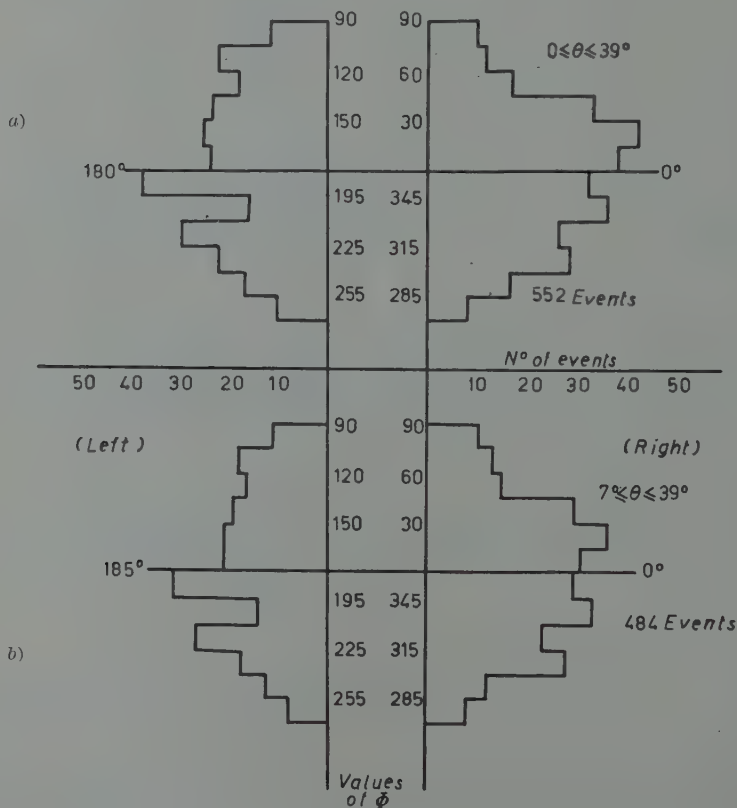 90 90
0≤θ≤39°
120 60
a)
150 30
180° 0°
195 345
225 315
255 285
552 Events
Nº of events
50 40 30 20 10 10 20 30 40 50
90 90
(Left) (Right)
120 60
7°≤θ≤39°
150 30
185° 0°
195 345
484 Events
225 315
b)
255 285
Values
of Φ